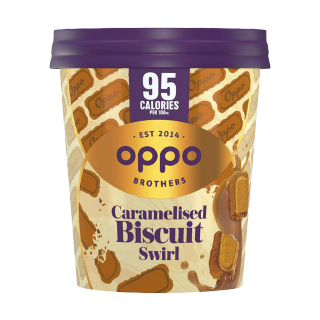 95
CALORIES
PER 100ml
· EST 2014 ·
oppo
BROTHERS
Caramelised
Biscuit
Swirl